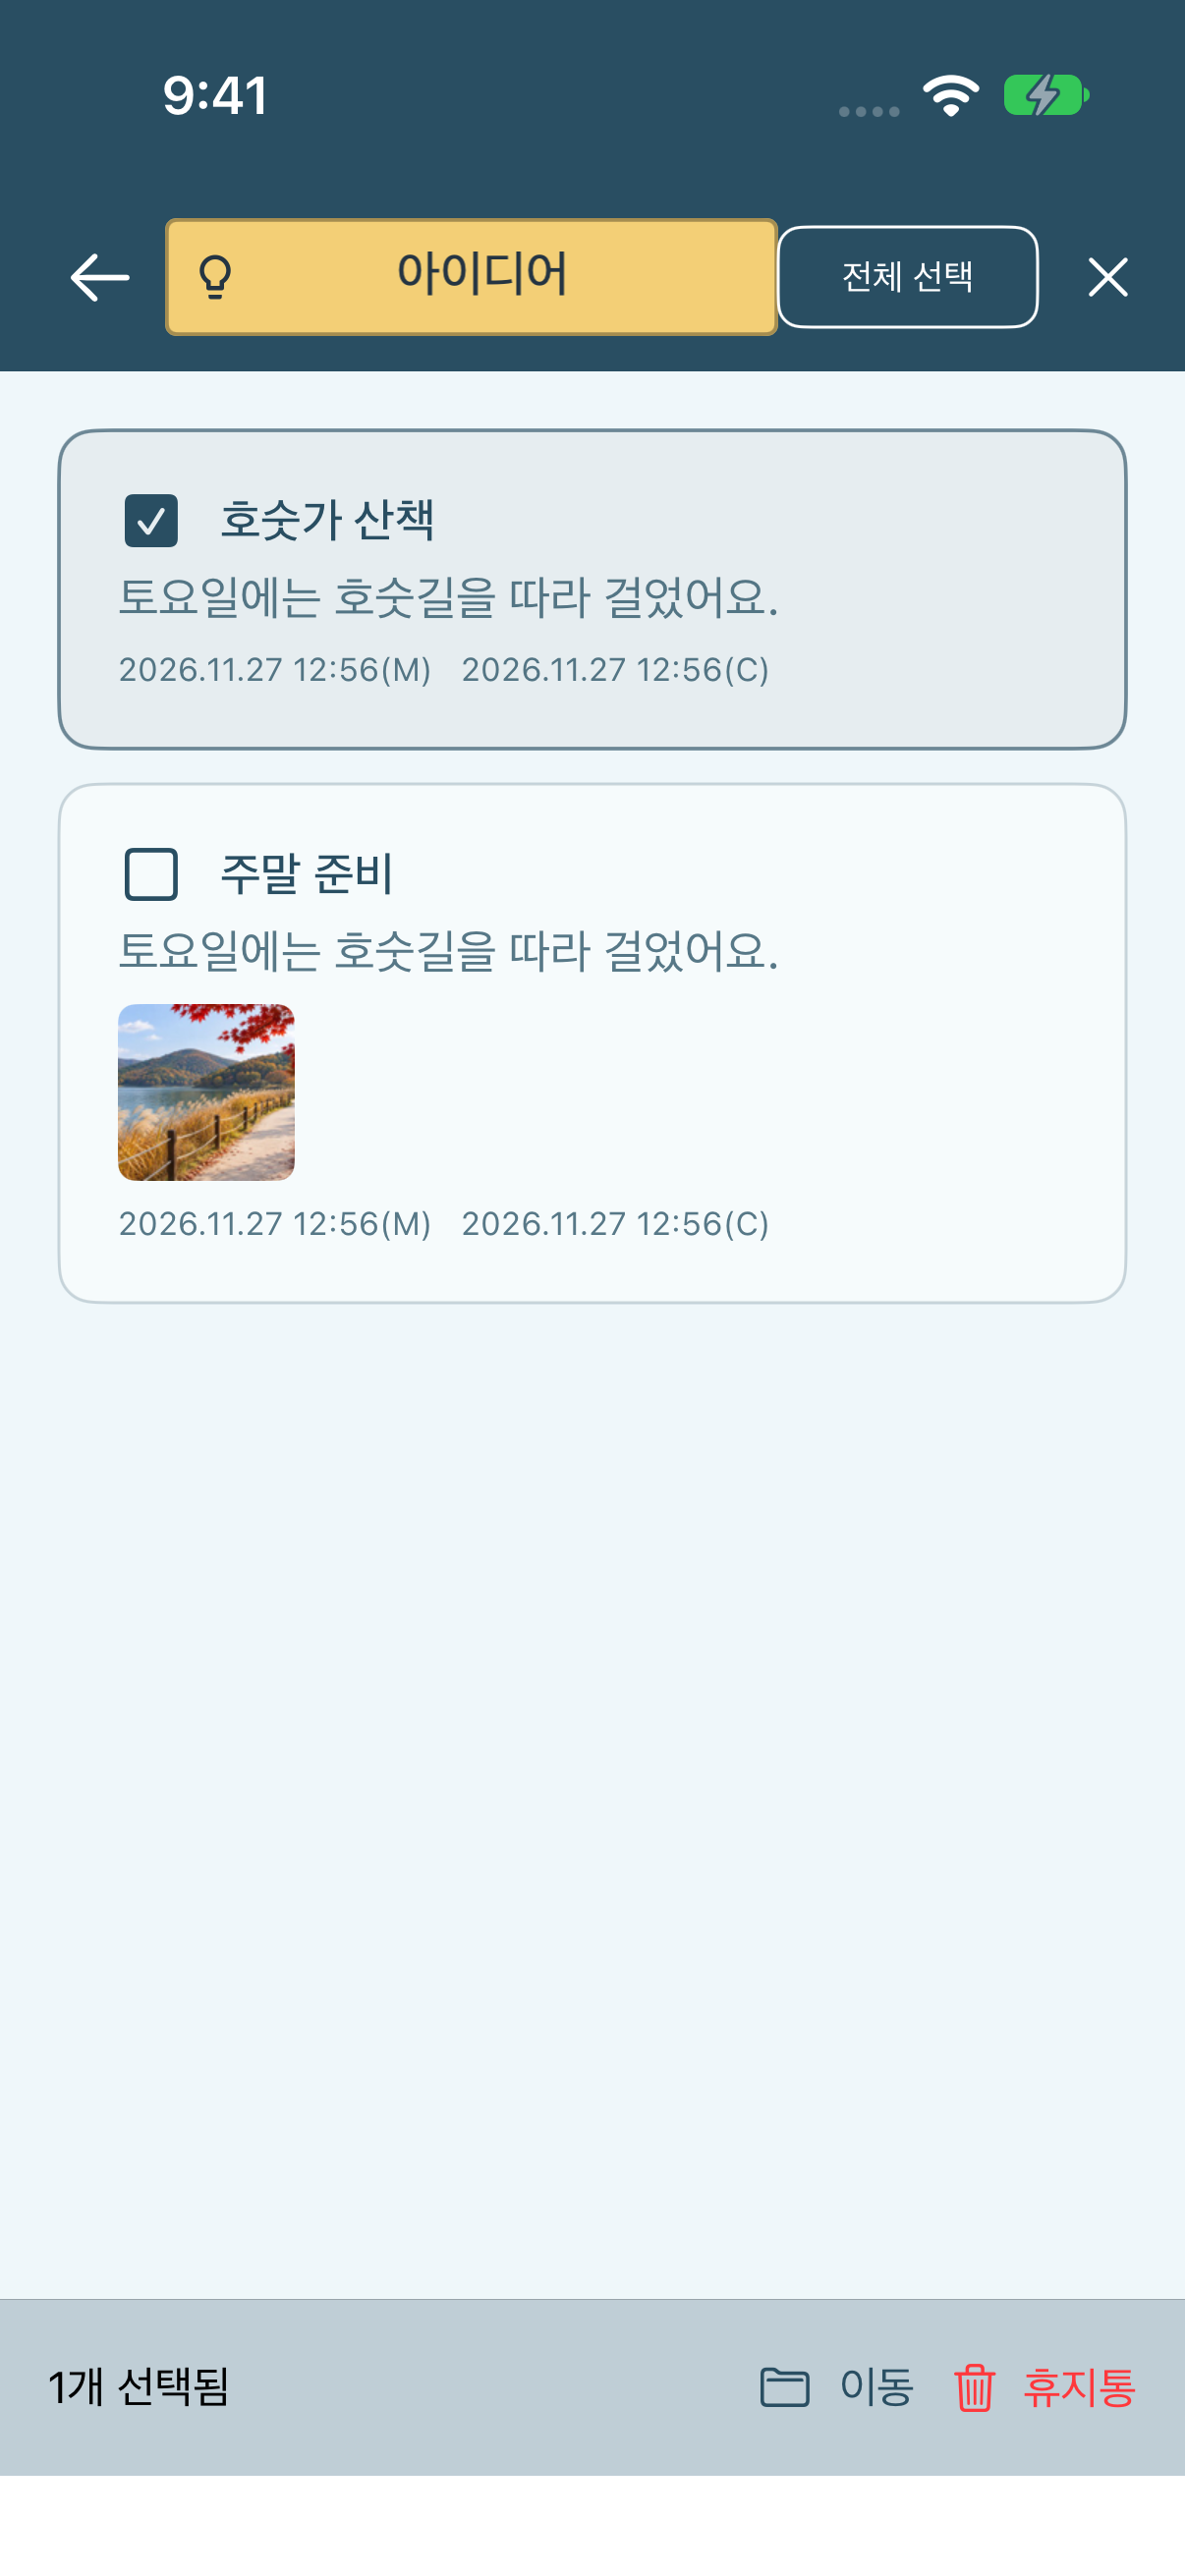 9:41
아이디어
전체 선택
호숫가 산책
토요일에는 호숫길을 따라 걸었어요.
2026.11.27 12:56(M) 2026.11.27 12:56(C)
주말 준비
토요일에는 호숫길을 따라 걸었어요.
2026.11.27 12:56(M) 2026.11.27 12:56(C)
1개 선택됨 이동 휴지통